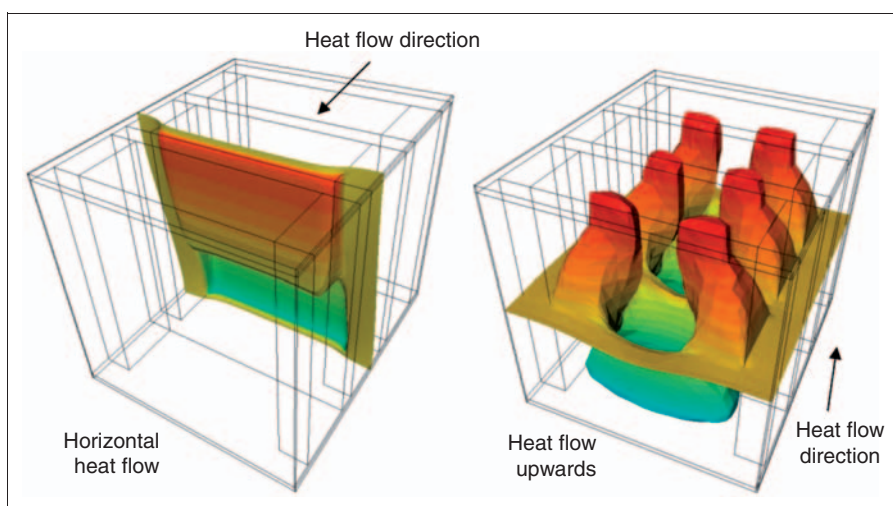 Heat flow direction
Horizontal
heat flow
Heat flow
upwards
Heat flow
direction